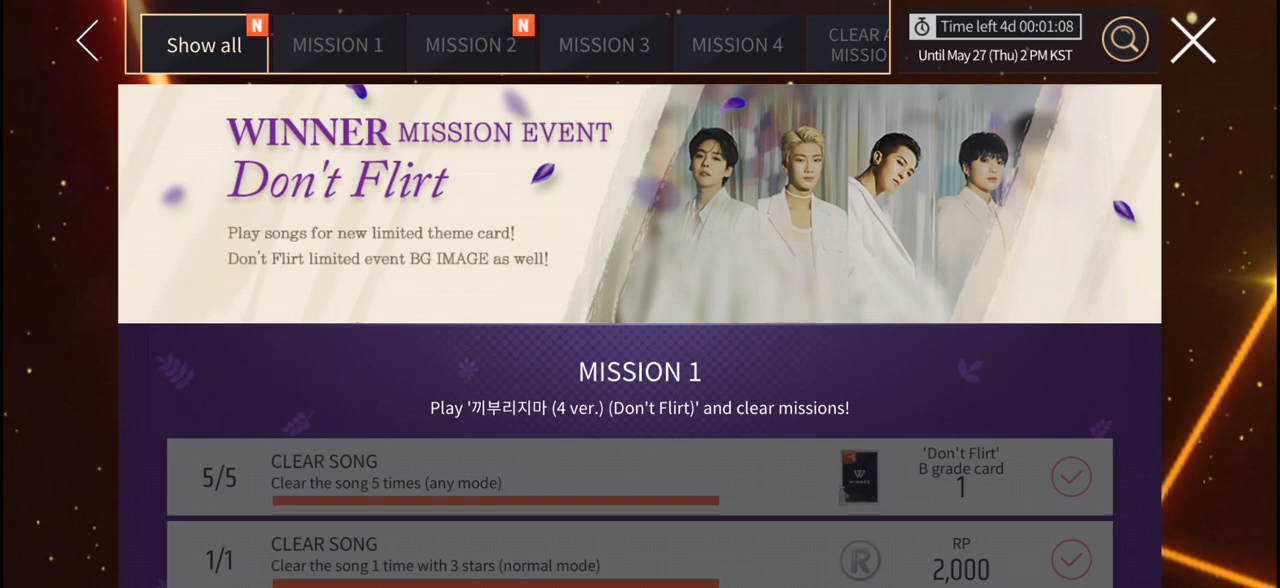 Show all
N
MISSION 1
MISSION 2
N
MISSION 3
MISSION 4
CLEAR A
MISSIO
Time left 4d 00:01:08
Until May 27 (Thu) 2 PM KST
WINNER MISSION EVENT
Don't Flirt
Play songs for new limited theme card!
Don't Flirt limited event BG IMAGE as well!
MISSION 1
Play '끼부리지마 (4 ver.) (Don't Flirt)' and clear missions!
5/5
CLEAR SONG
Clear the song 5 times (any mode)
W
WINNER
'Don't Flirt'
B grade card
1
1/1
CLEAR SONG
Clear the song 1 time with 3 stars (normal mode)
R
RP
2,000